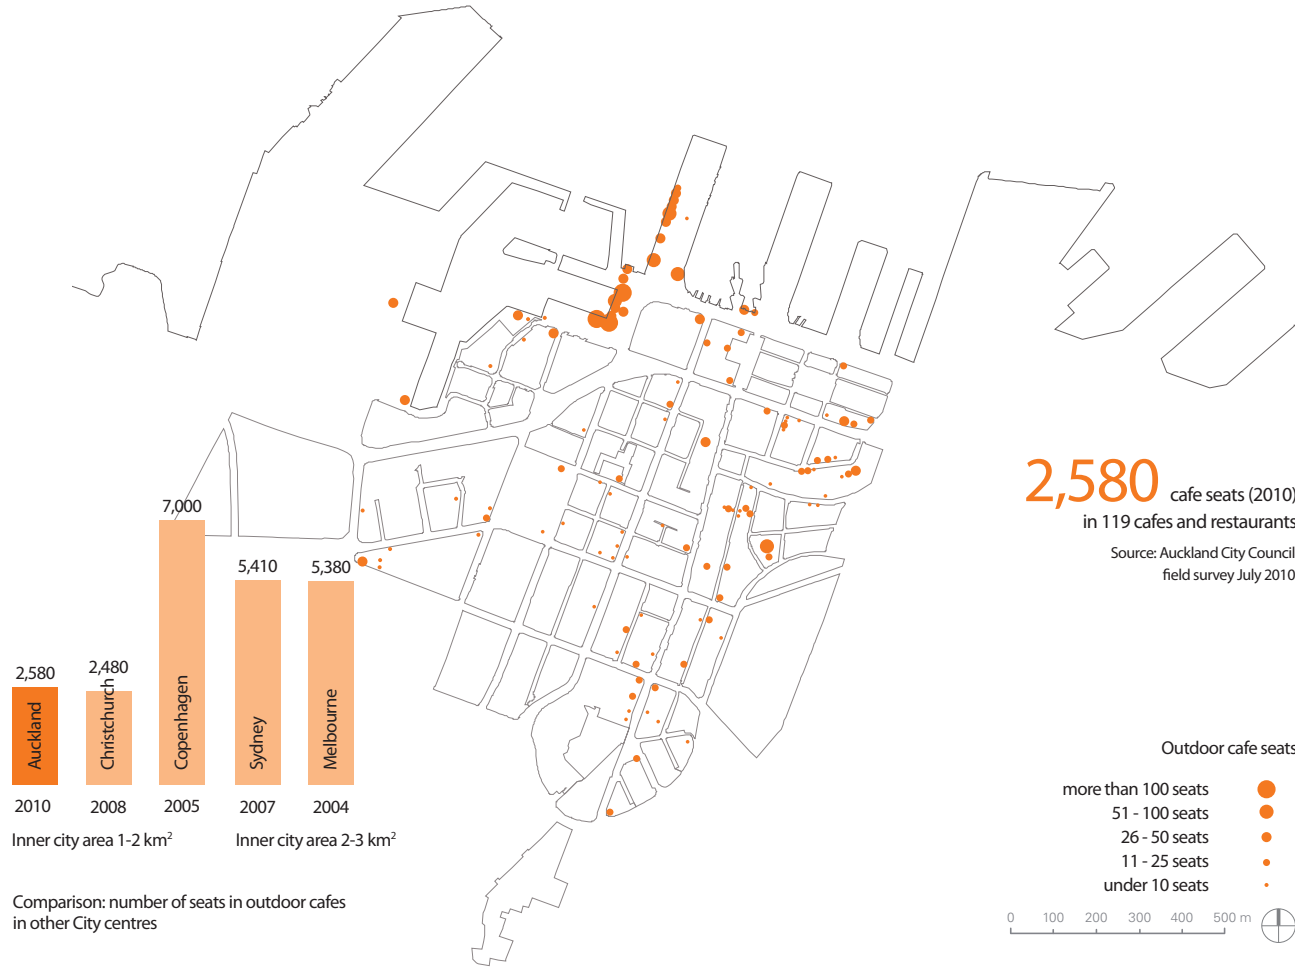 2,580 cafe seats (2010)
in 119 cafes and restaurants
Source: Auckland City Council
field survey July 2010
7,000
5,410
5,380
2,580
2,480
Auckland
Christchurch
Copenhagen
Sydney
Melbourne
2010
2008
2005
2007
2004
Inner city area 1-2 km²
Inner city area 2-3 km²
Comparison: number of seats in outdoor cafes
in other City centres
Outdoor cafe seats
more than 100 seats
51 - 100 seats
26 - 50 seats
11 - 25 seats
under 10 seats
0 100 200 300 400 500 m